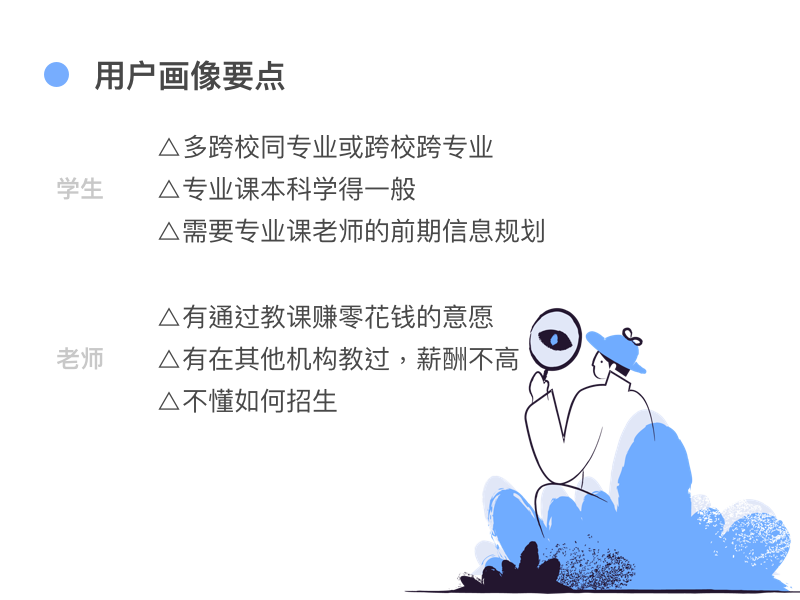 用户画像要点
△多跨校同专业或跨校跨专业
学生
△专业课本科学得一般
△需要专业课老师的前期信息规划
△有通过教课赚零花钱的意愿
老师
△有在其他机构教过，薪酬不高
△不懂如何招生